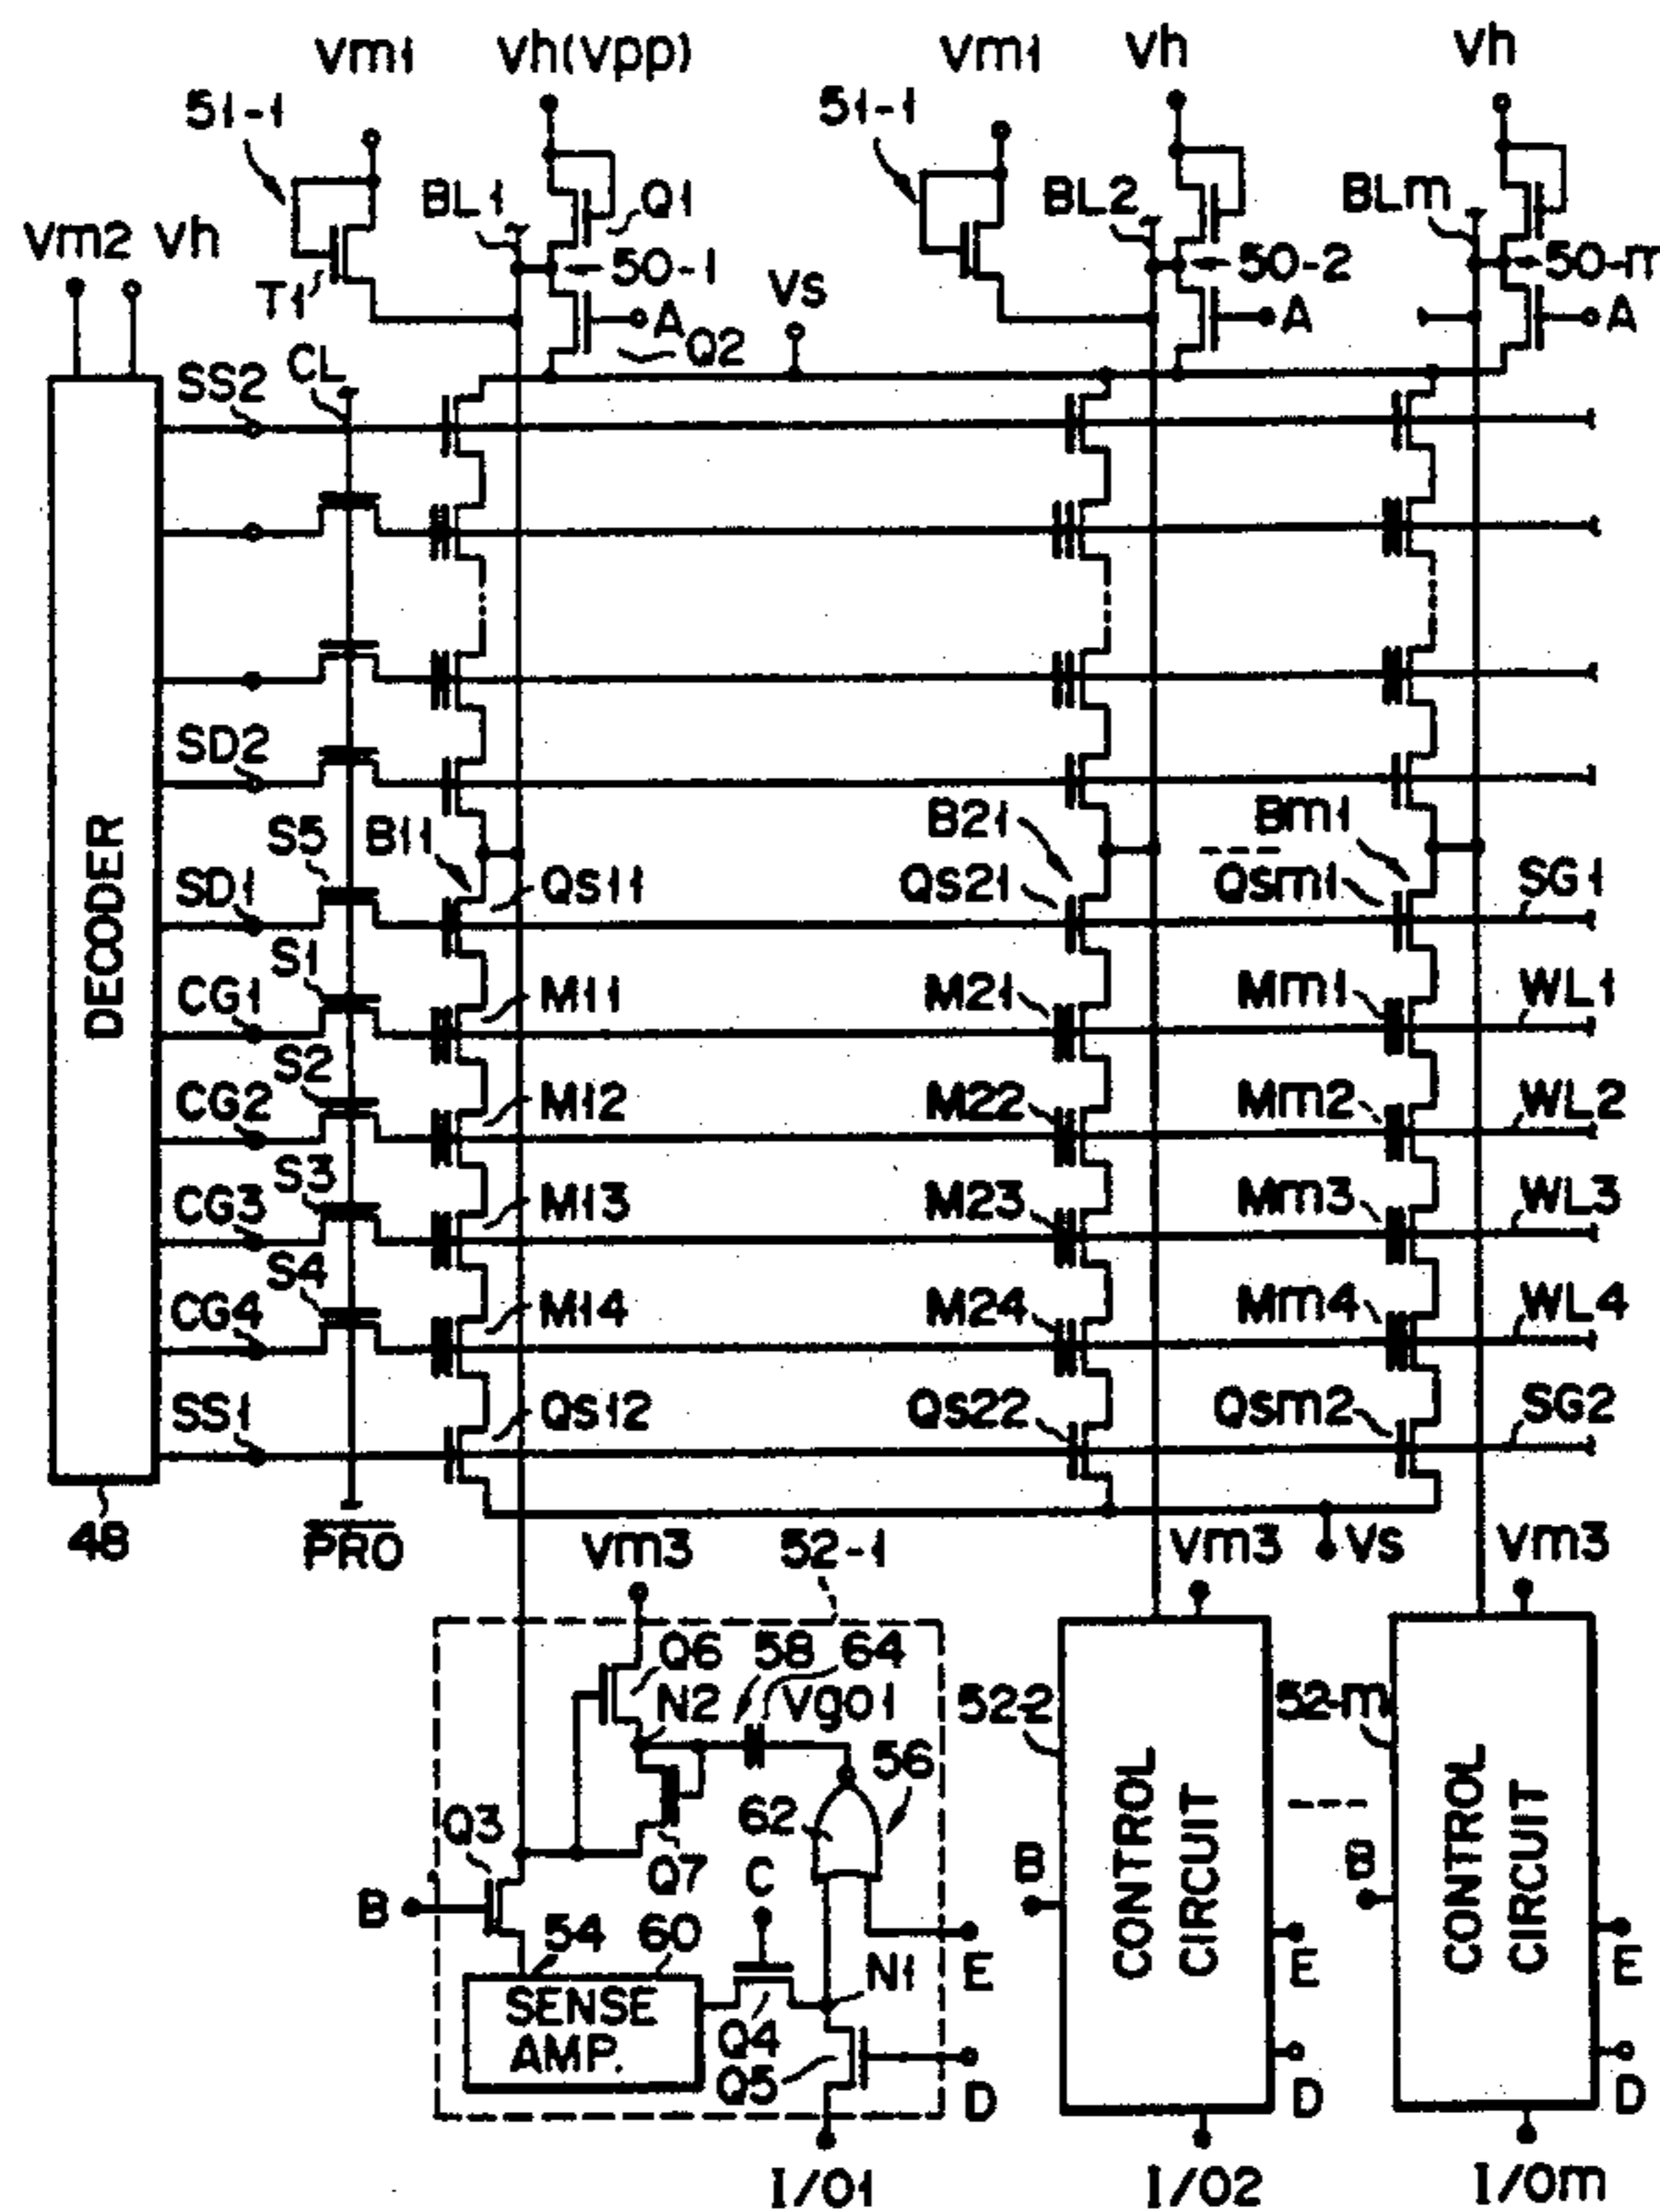 Vm1 Vh(Vpp) Vm1 Vh Vh
51-1 51-1
BL1 Q1 BL2 BLm
Vm2 Vh
50-1 50-2 50-m
T1 Vs
A A A
Q2
SS2 CL
SD2
S5 B11 B21 Bm1
SD1 QS11 QS21 QSm1 SG1
S1
CG1 M11 M21 Mm1 WL1
DECODER
S2
CG2 M12 M22 Mm2 WL2
S3
CG3 M13 M23 Mm3 WL3
S4
CG4 M14 M24 Mm4 WL4
SS1 QS12 QS22 QSm2 SG2
48 PRO Vm3 52-1 Vm3 Vs Vm3
Q6 58 64
N2 Vg01 52-2 52-m
56
Q3 62
Q7 C
B B B
CONTROL CIRCUIT
CONTROL CIRCUIT
54 60 N1 E E E
SENSE AMP.
Q4
Q5 D D D
I/O1 I/O2 I/Om